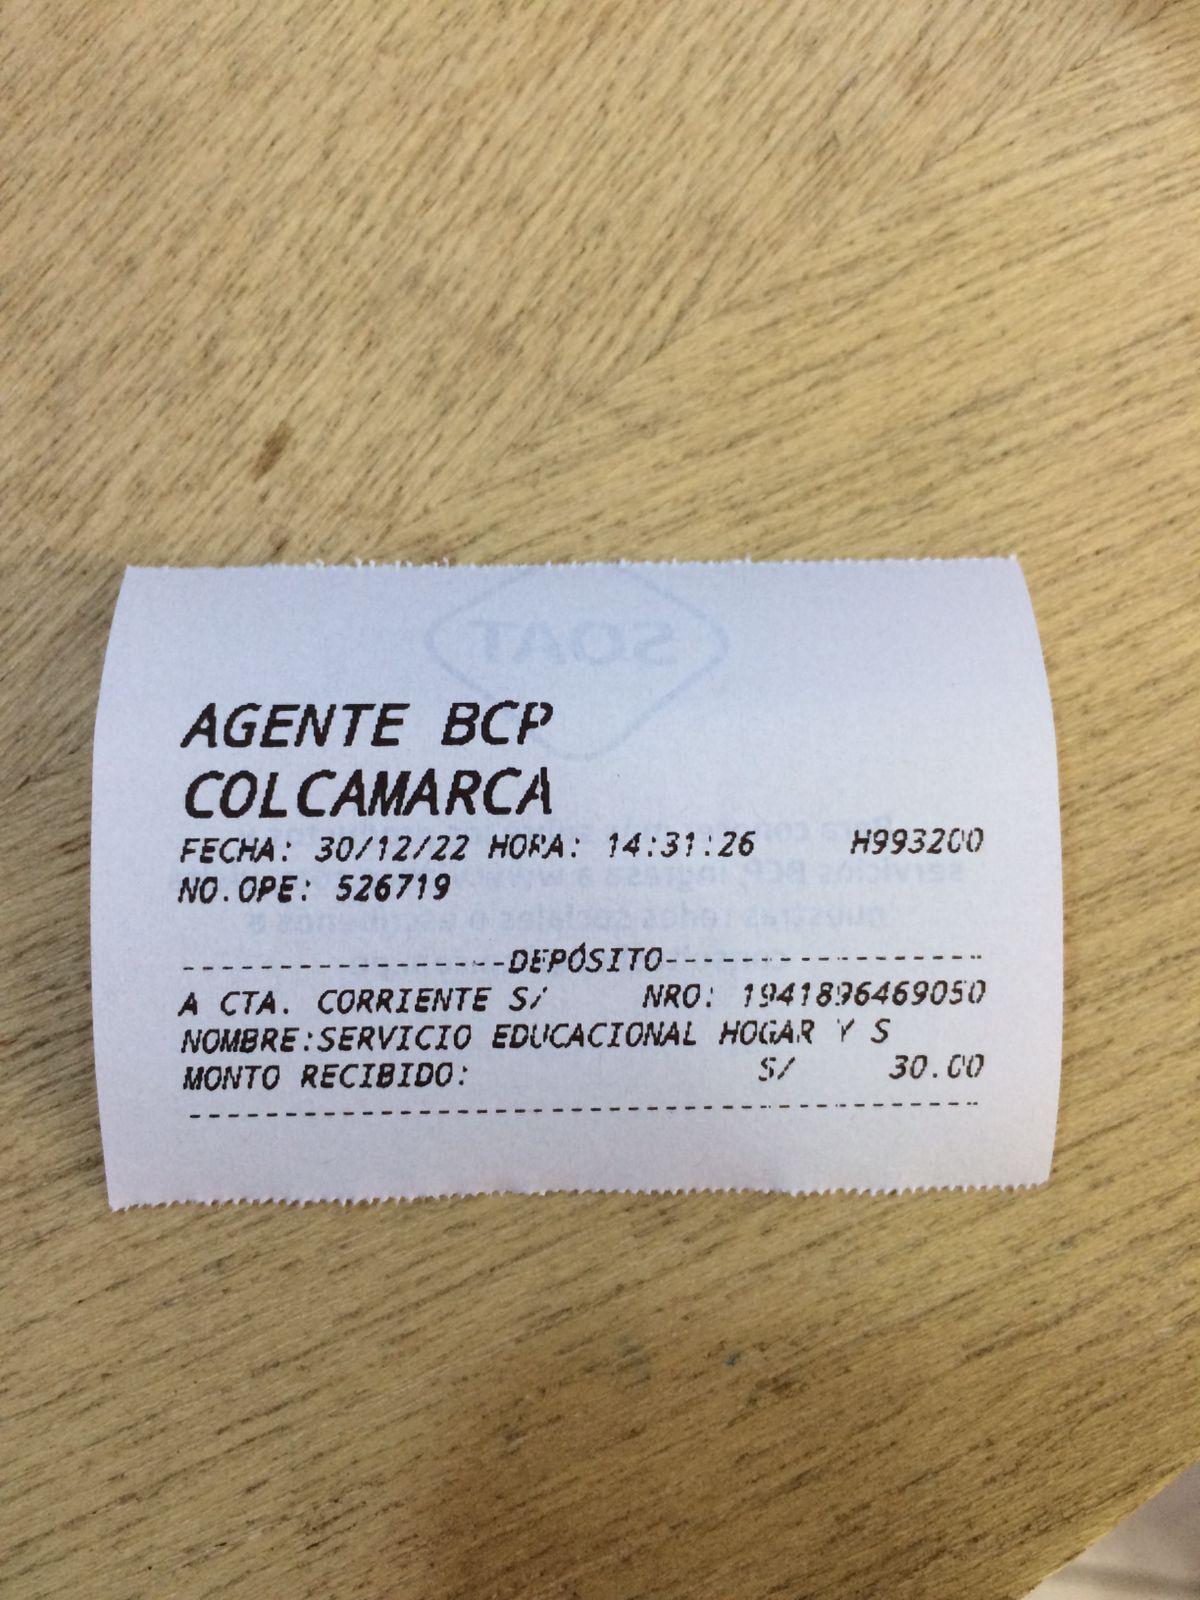 SOAT
AGENTE BCP
COLCAMARCA
FECHA: 30/12/22 HORA: 14:31:26 H993200
NO.OPE: 526719
-----------------DEPÓSITO-----------------
A CTA. CORRIENTE S/ NRO: 1941896469050
NOMBRE:SERVICIO EDUCACIONAL HOGAR Y S
MONTO RECIBIDO: S/ 30.00